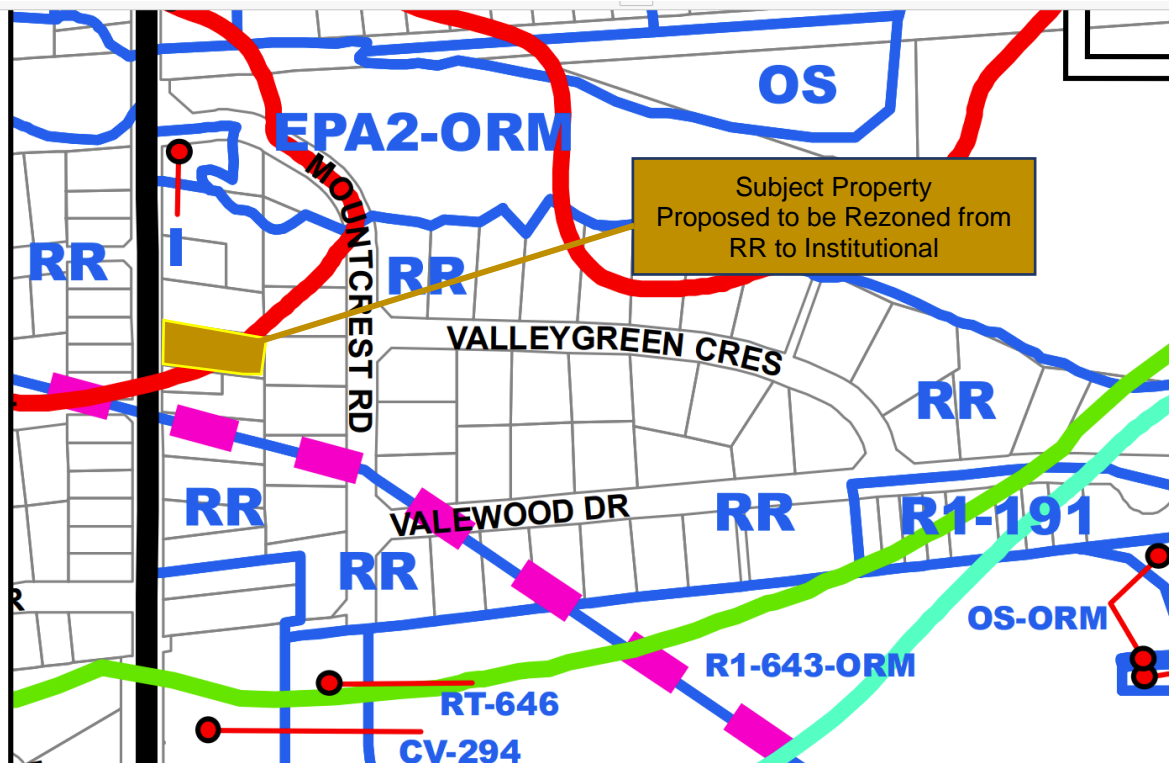 OS
EPA2-ORM
MOUNTCREST RD
Subject Property
Proposed to be Rezoned from
RR to Institutional
RR
I
RR
VALLEYGREEN CRES
RR
RR
VALEWOOD DR
RR
R1-191
RR
R
OS-ORM
R1-643-ORM
RT-646
CV-294